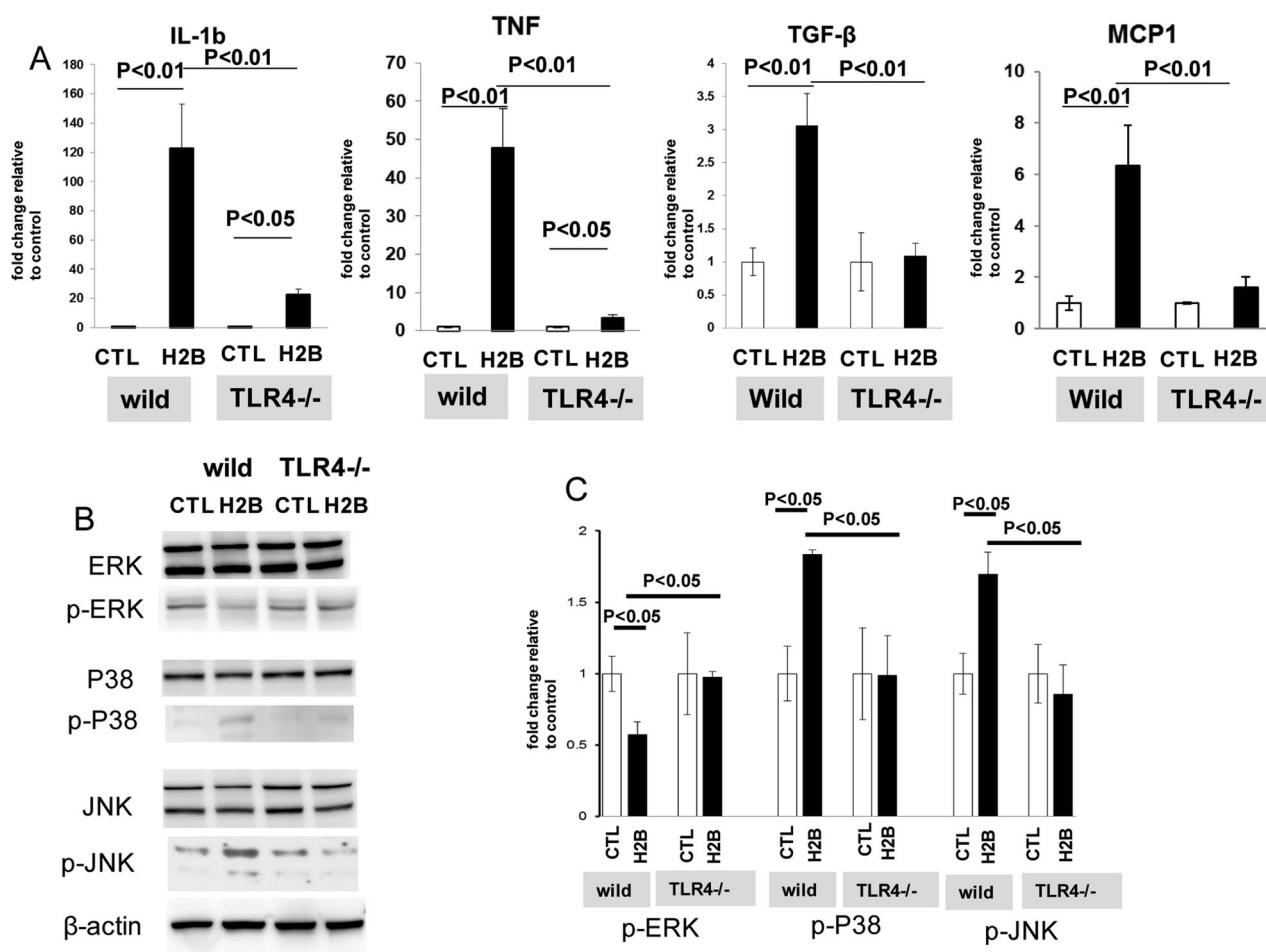 A
IL-1b
P<0.01
P<0.01
P<0.05
180
160
140
120
100
80
60
40
20
0
fold change relative
to control
CTL H2B CTL H2B
wild TLR4-/-
TNF
P<0.01
P<0.01
P<0.05
70
60
50
40
30
20
10
0
fold change relative
to control
CTL H2B CTL H2B
wild TLR4-/-
TGF-β
P<0.01 P<0.01
4
3.5
3
2.5
2
1.5
1
0.5
0
fold change relative
to control
CTL H2B CTL H2B
Wild TLR4-/-
MCP1
P<0.01
P<0.01
10
8
6
4
2
0
fold change relative
to control
CTL H2B CTL H2B
Wild TLR4-/-
B
wild TLR4-/-
CTL H2B CTL H2B
ERK
p-ERK
P38
p-P38
JNK
p-JNK
β-actin
C
P<0.05 P<0.05
P<0.05 P<0.05
P<0.05
P<0.05
2
1.5
1
0.5
0
fold change relative
to control
CTL H2B CTL H2B CTL H2B CTL H2B CTL H2B CTL H2B
wild TLR4-/- wild TLR4-/- wild TLR4-/-
p-ERK p-P38 p-JNK